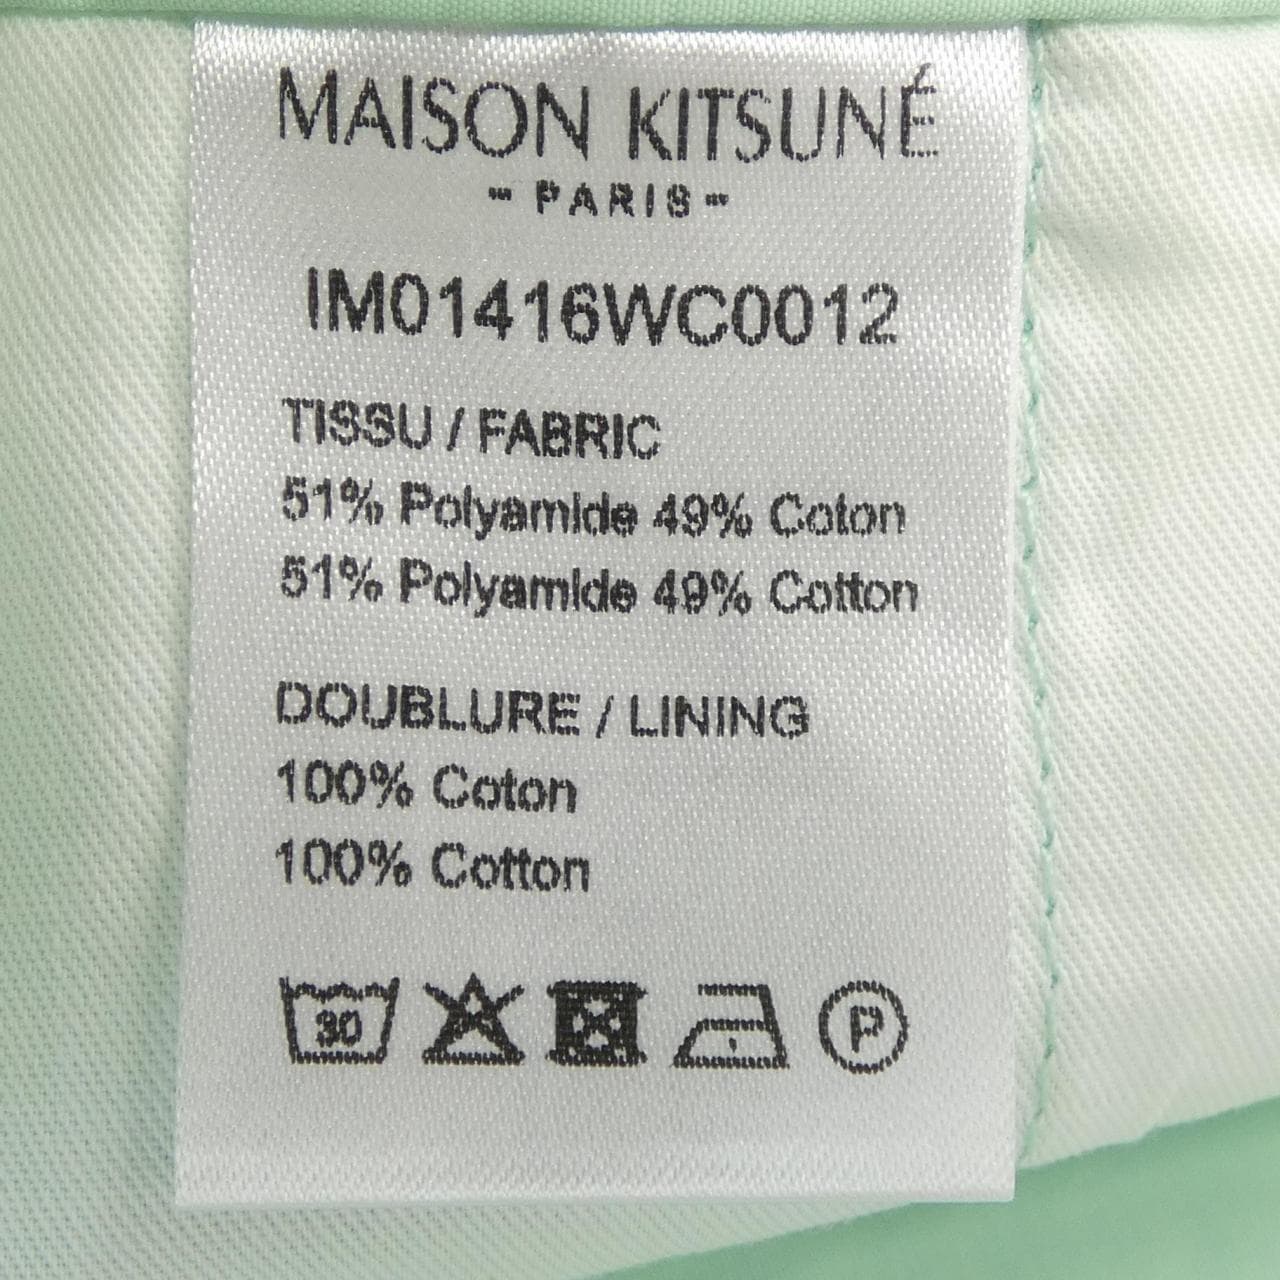 MAISON KITSUNÉ
- PARIS -
IM01416WC0012
TISSU / FABRIC
51% Polyamide 49% Coton
51% Polyamide 49% Cotton
DOUBLURE / LINING
100% Coton
100% Cotton
30 P